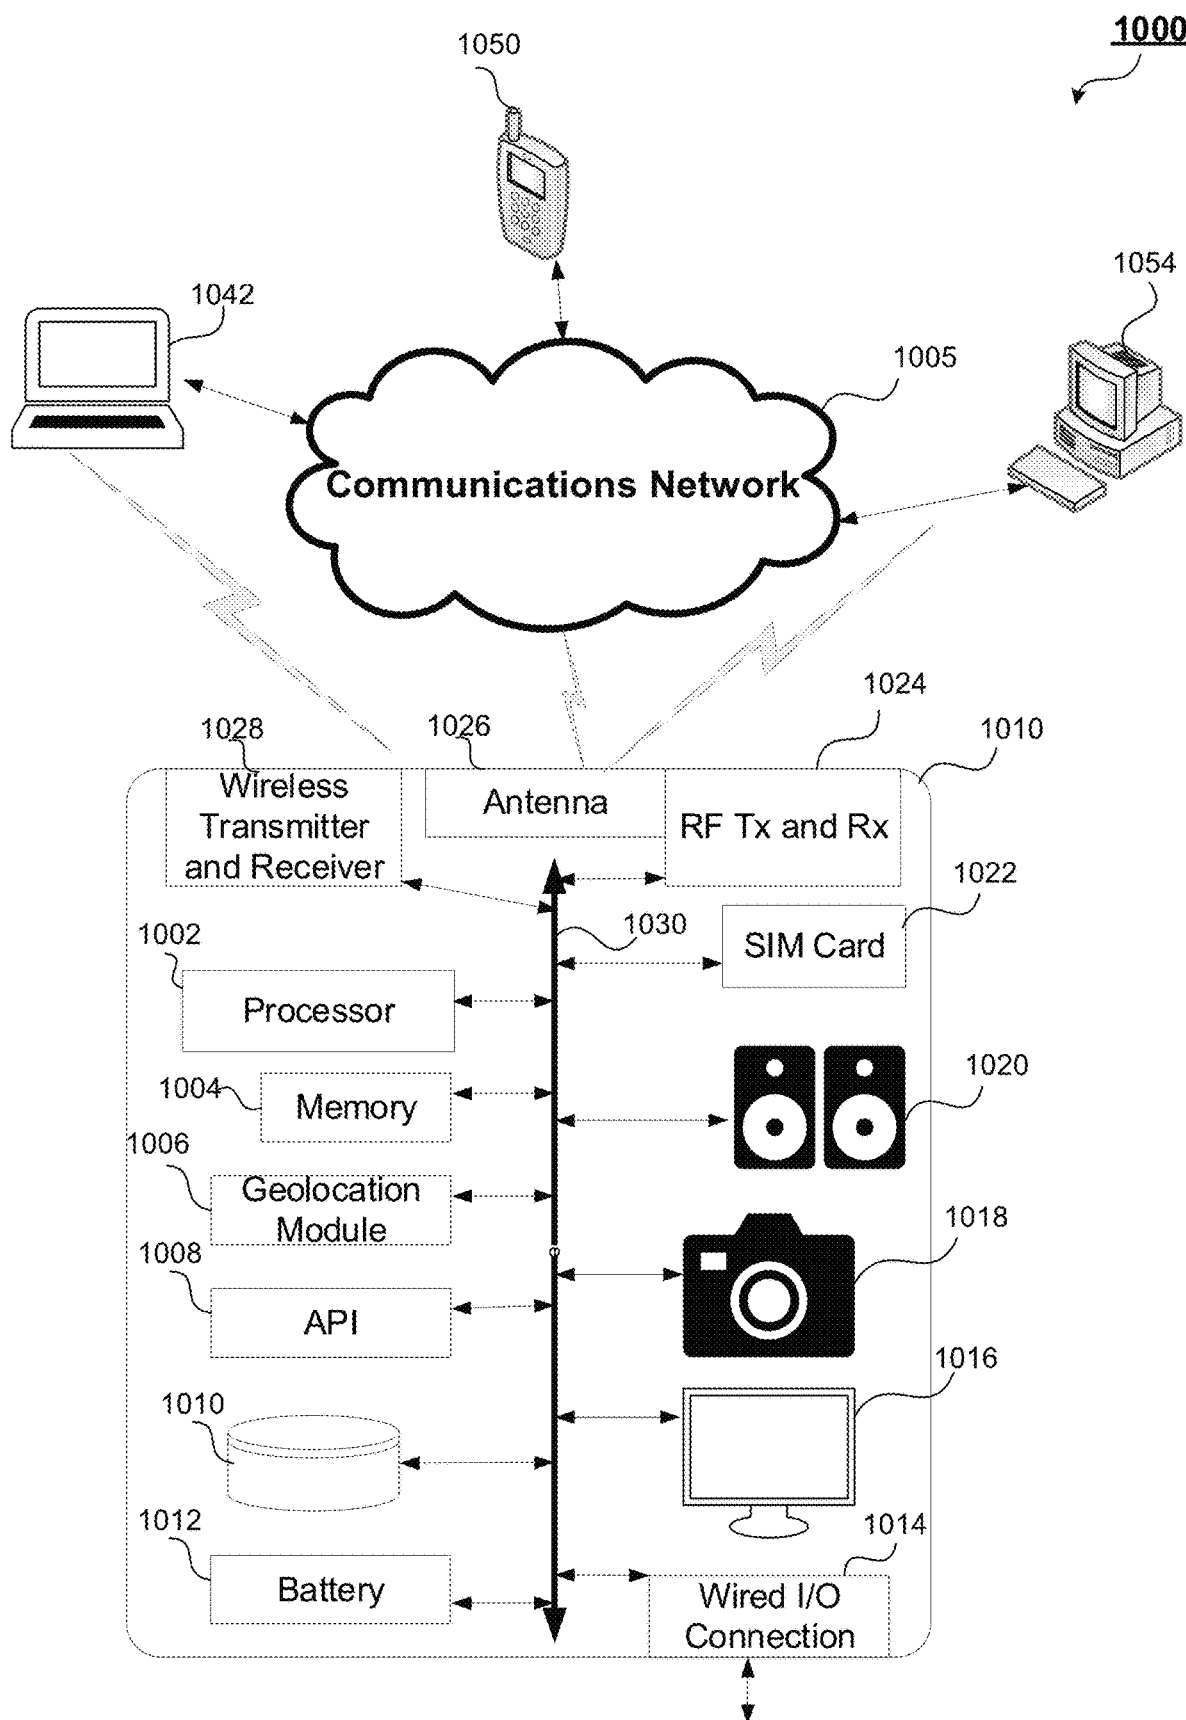 1000
1050
1054
1042
1005
Communications Network
1024
1028
1026
1010
Wireless
Transmitter
and Receiver
Antenna
RF Tx and Rx
1022
1002
1030
SIM Card
Processor
1020
1004
Memory
1006
Geolocation
Module
1018
1008
API
1016
1010
1012
1014
Battery
Wired I/O
Connection